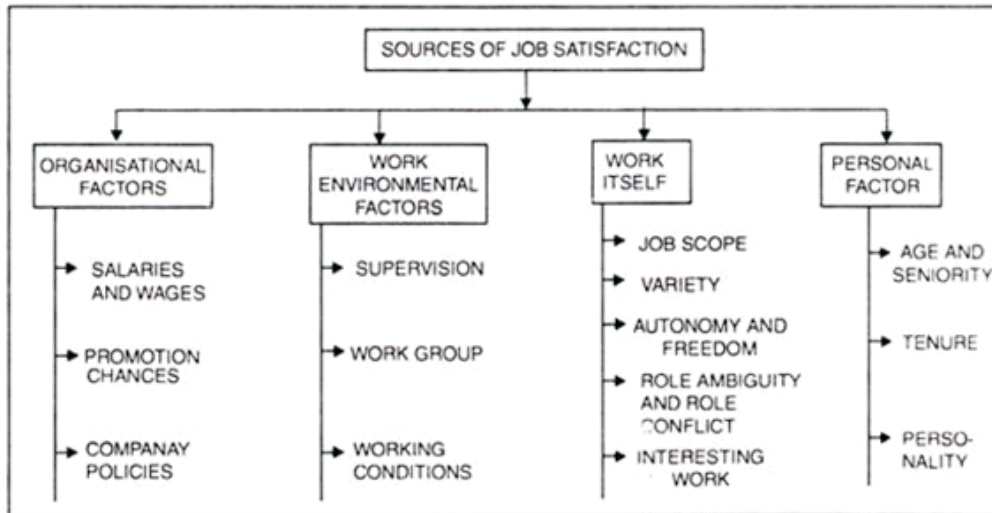 SOURCES OF JOB SATISFACTION
ORGANISATIONAL
FACTORS
SALARIES
AND WAGES
PROMOTION
CHANCES
COMPANAY
POLICIES
WORK
ENVIRONMENTAL
FACTORS
SUPERVISION
WORK GROUP
WORKING
CONDITIONS
WORK
ITSELF
JOB SCOPE
VARIETY
AUTONOMY AND
FREEDOM
ROLE AMBIGUITY
AND ROLE
CONFLICT
INTERESTING
WORK
PERSONAL
FACTOR
AGE AND
SENIORITY
TENURE
PERSO-
NALITY